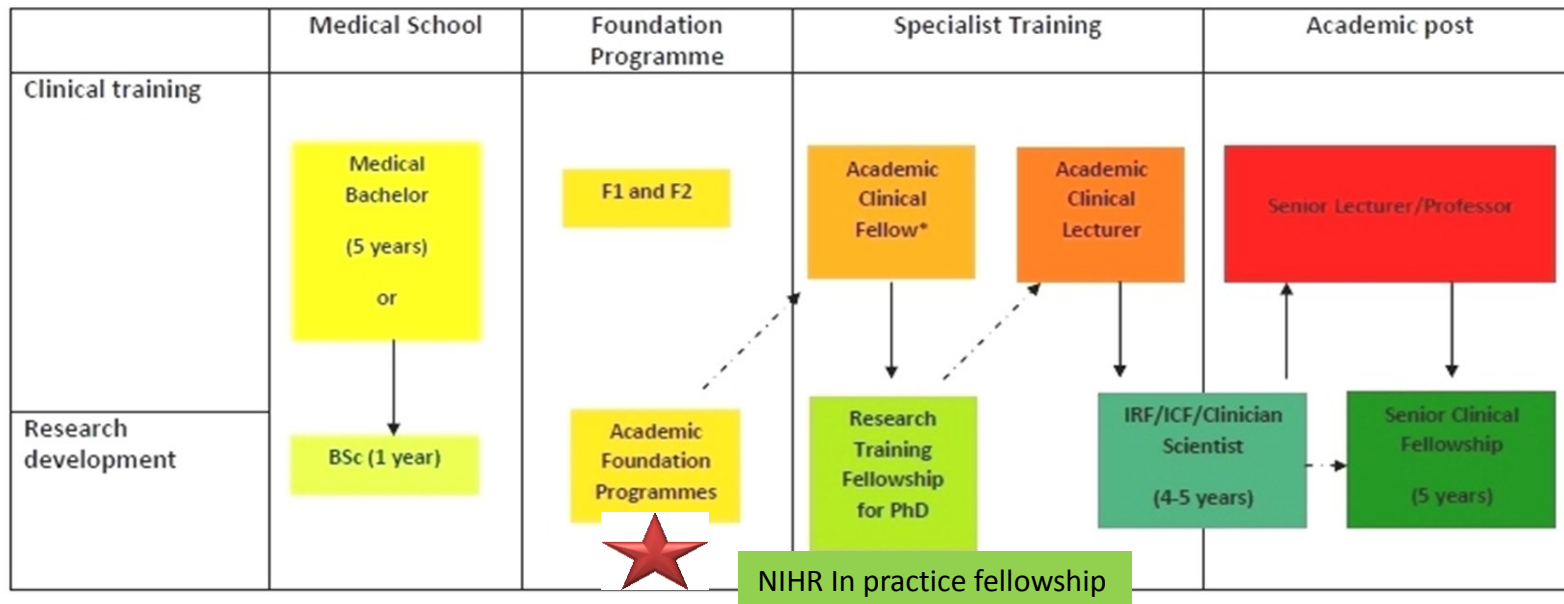 Medical School
Foundation
Programme
Specialist Training
Academic post
Clinical training
Medical
Bachelor
(5 years)
or
F1 and F2
Academic
Clinical
Fellow*
Academic
Clinical
Lecturer
Senior Lecturer/Professor
Research
development
BSc (1 year)
Academic
Foundation
Programmes
Research
Training
Fellowship
for PhD
IRF/ICF/Clinician
Scientist
(4-5 years)
Senior Clinical
Fellowship
(5 years)
NIHR In practice fellowship